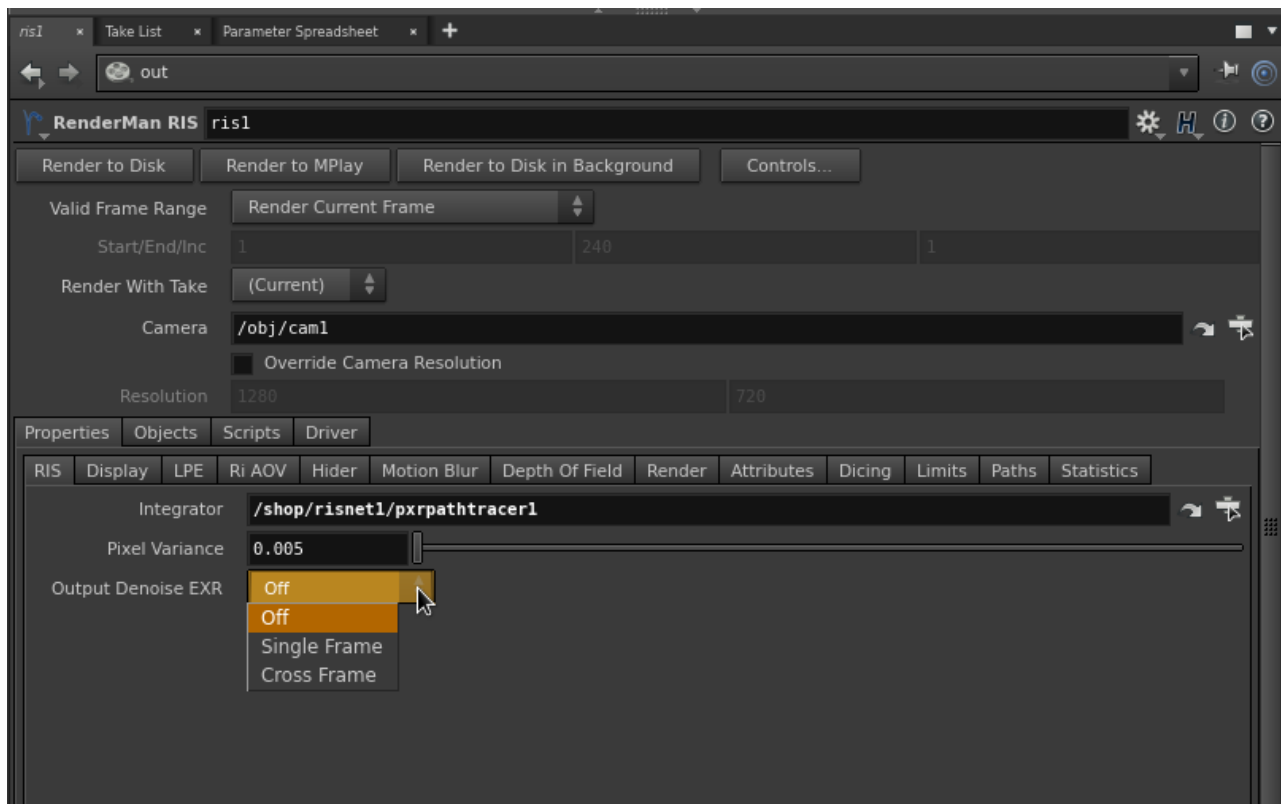 ris1 × Take List × Parameter Spreadsheet × +
out
RenderMan RIS ris1
Render to Disk Render to MPlay Render to Disk in Background Controls...
Valid Frame Range Render Current Frame
Start/End/Inc 1 240 1
Render With Take (Current)
Camera /obj/cam1
Override Camera Resolution
Resolution 1280 720
Properties Objects Scripts Driver
RIS Display LPE Ri AOV Hider Motion Blur Depth Of Field Render Attributes Dicing Limits Paths Statistics
Integrator /shop/risnet1/pxrpathtracer1
Pixel Variance 0.005
Output Denoise EXR Off
Off
Single Frame
Cross Frame